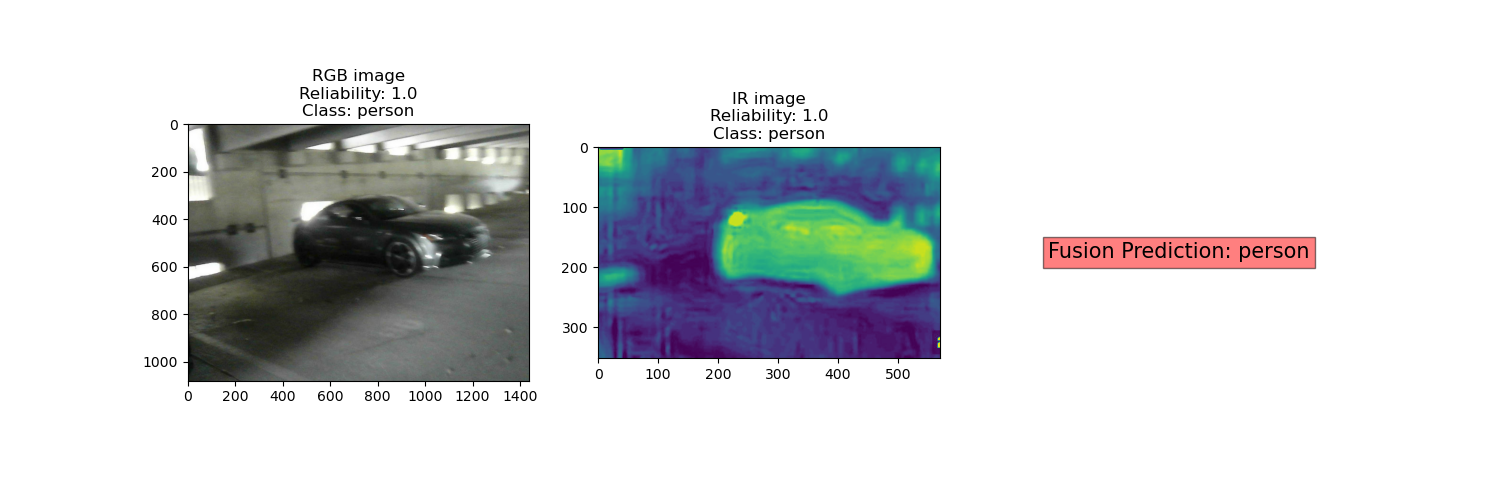 RGB image
Reliability: 1.0
Class: person
0
200
400
600
800
1000
0 200 400 600 800 1000 1200 1400
IR image
Reliability: 1.0
Class: person
0
100
200
300
0 100 200 300 400 500
Fusion Prediction: person